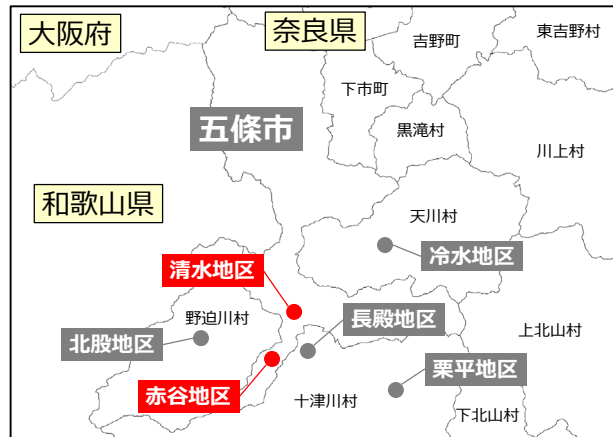 大阪府
奈良県
吉野町
東吉野村
下市町
五條市
黒滝村
川上村
和歌山県
天川村
冷水地区
清水地区
野迫川村
長殿地区
北股地区
上北山村
栗平地区
赤谷地区
十津川村
下北山村